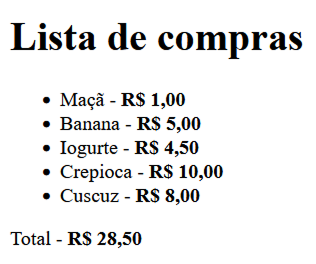 Lista de compras
• Maçã - R$ 1,00
• Banana - R$ 5,00
• Iogurte - R$ 4,50
• Crepioca - R$ 10,00
• Cuscuz - R$ 8,00
Total - R$ 28,50